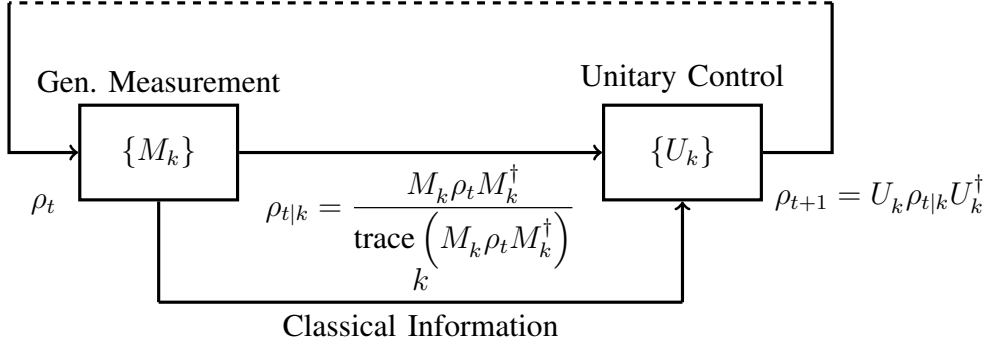 Gen. Measurement
Unitary Control
{M_k}
{U_k}
ρ_t
ρ_{t|k} = \frac{M_k ρ_t M_k^†}{trace (M_k ρ_t M_k^†)}
ρ_{t+1} = U_k ρ_{t|k} U_k^†
k
Classical Information